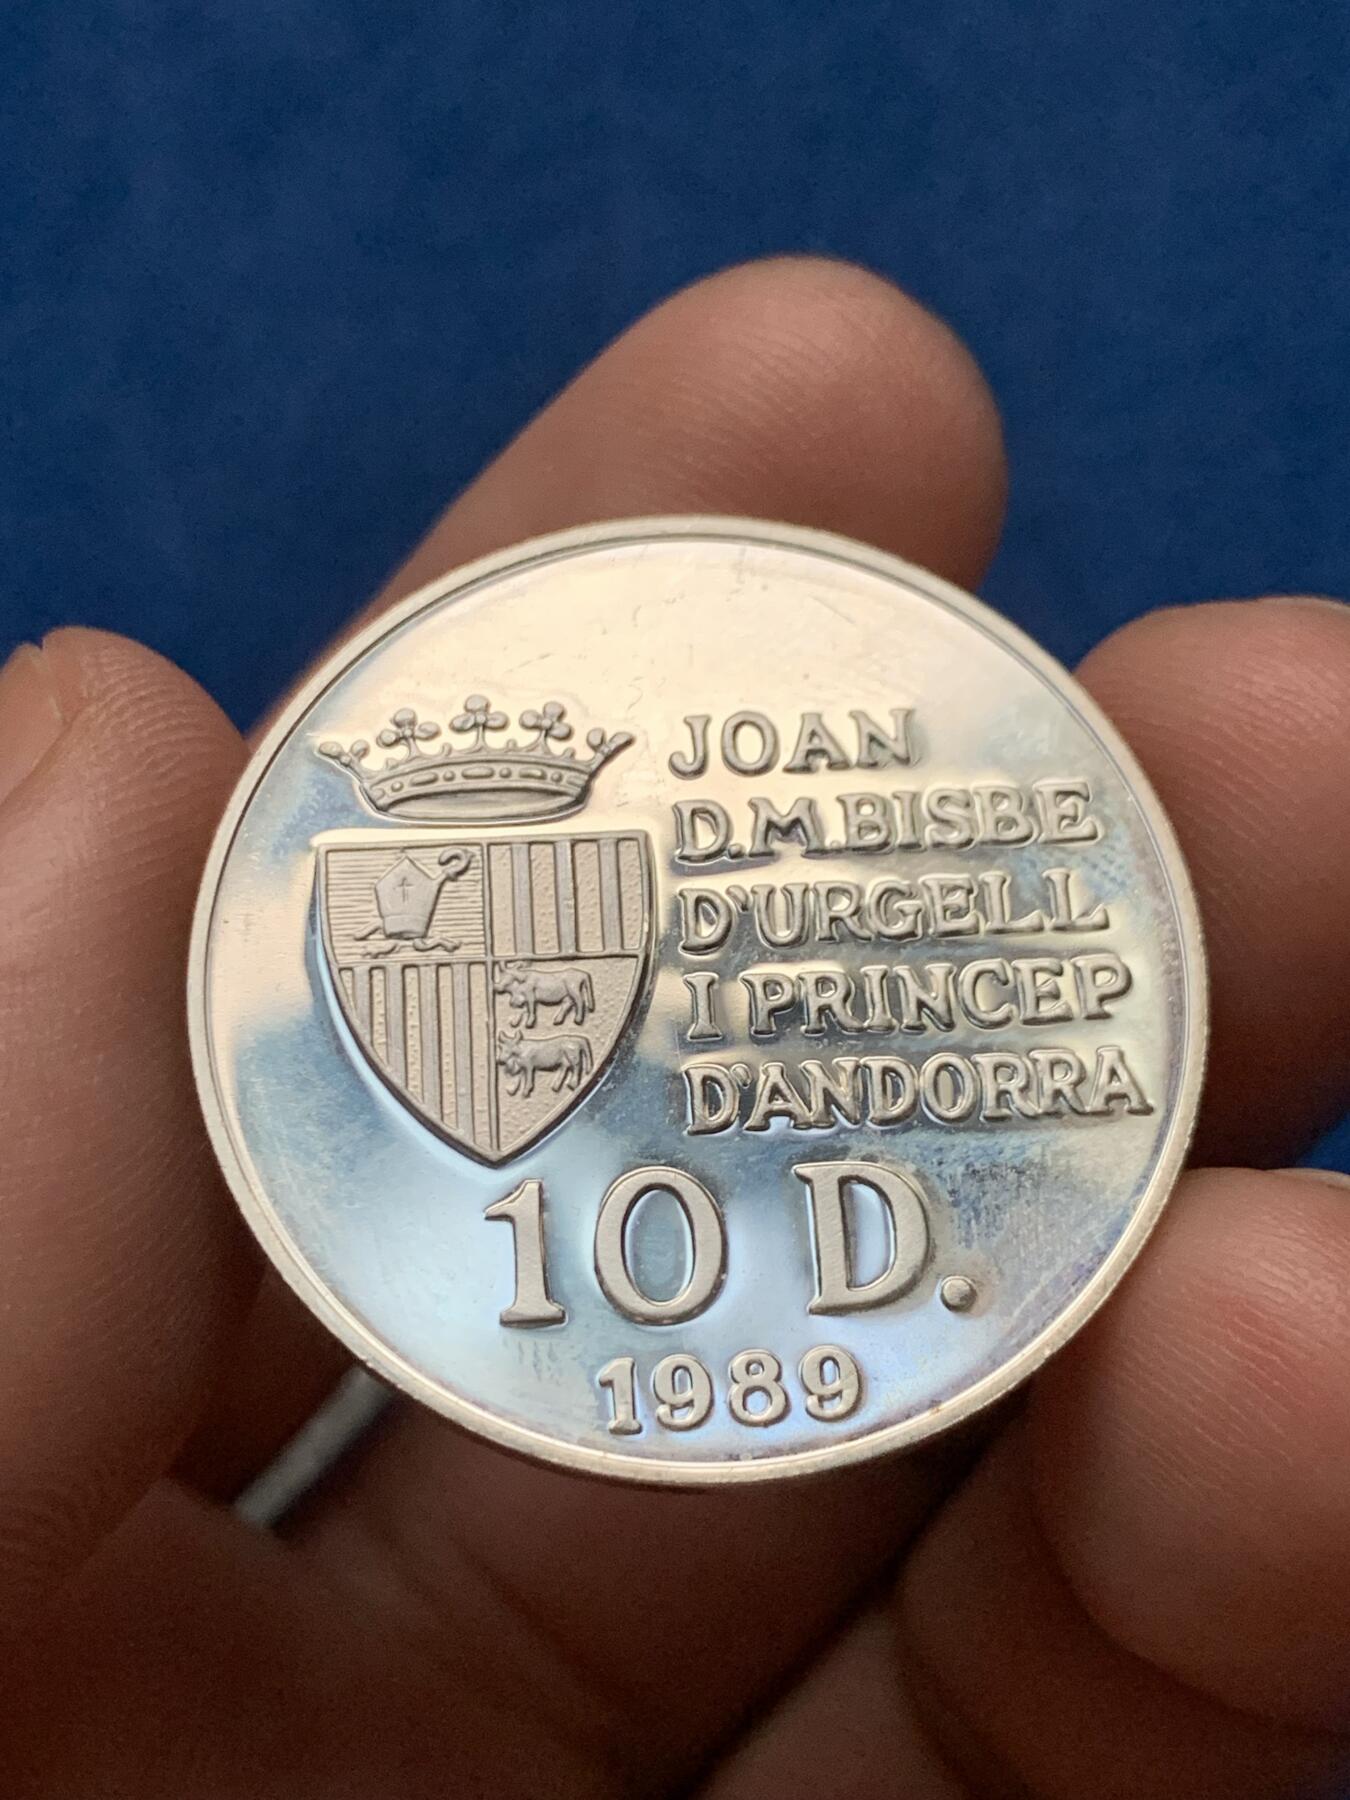 JOAN
D.M.BISBE
D'URGELL
I PRINCEP
D'ANDORRA
10 D.
1989